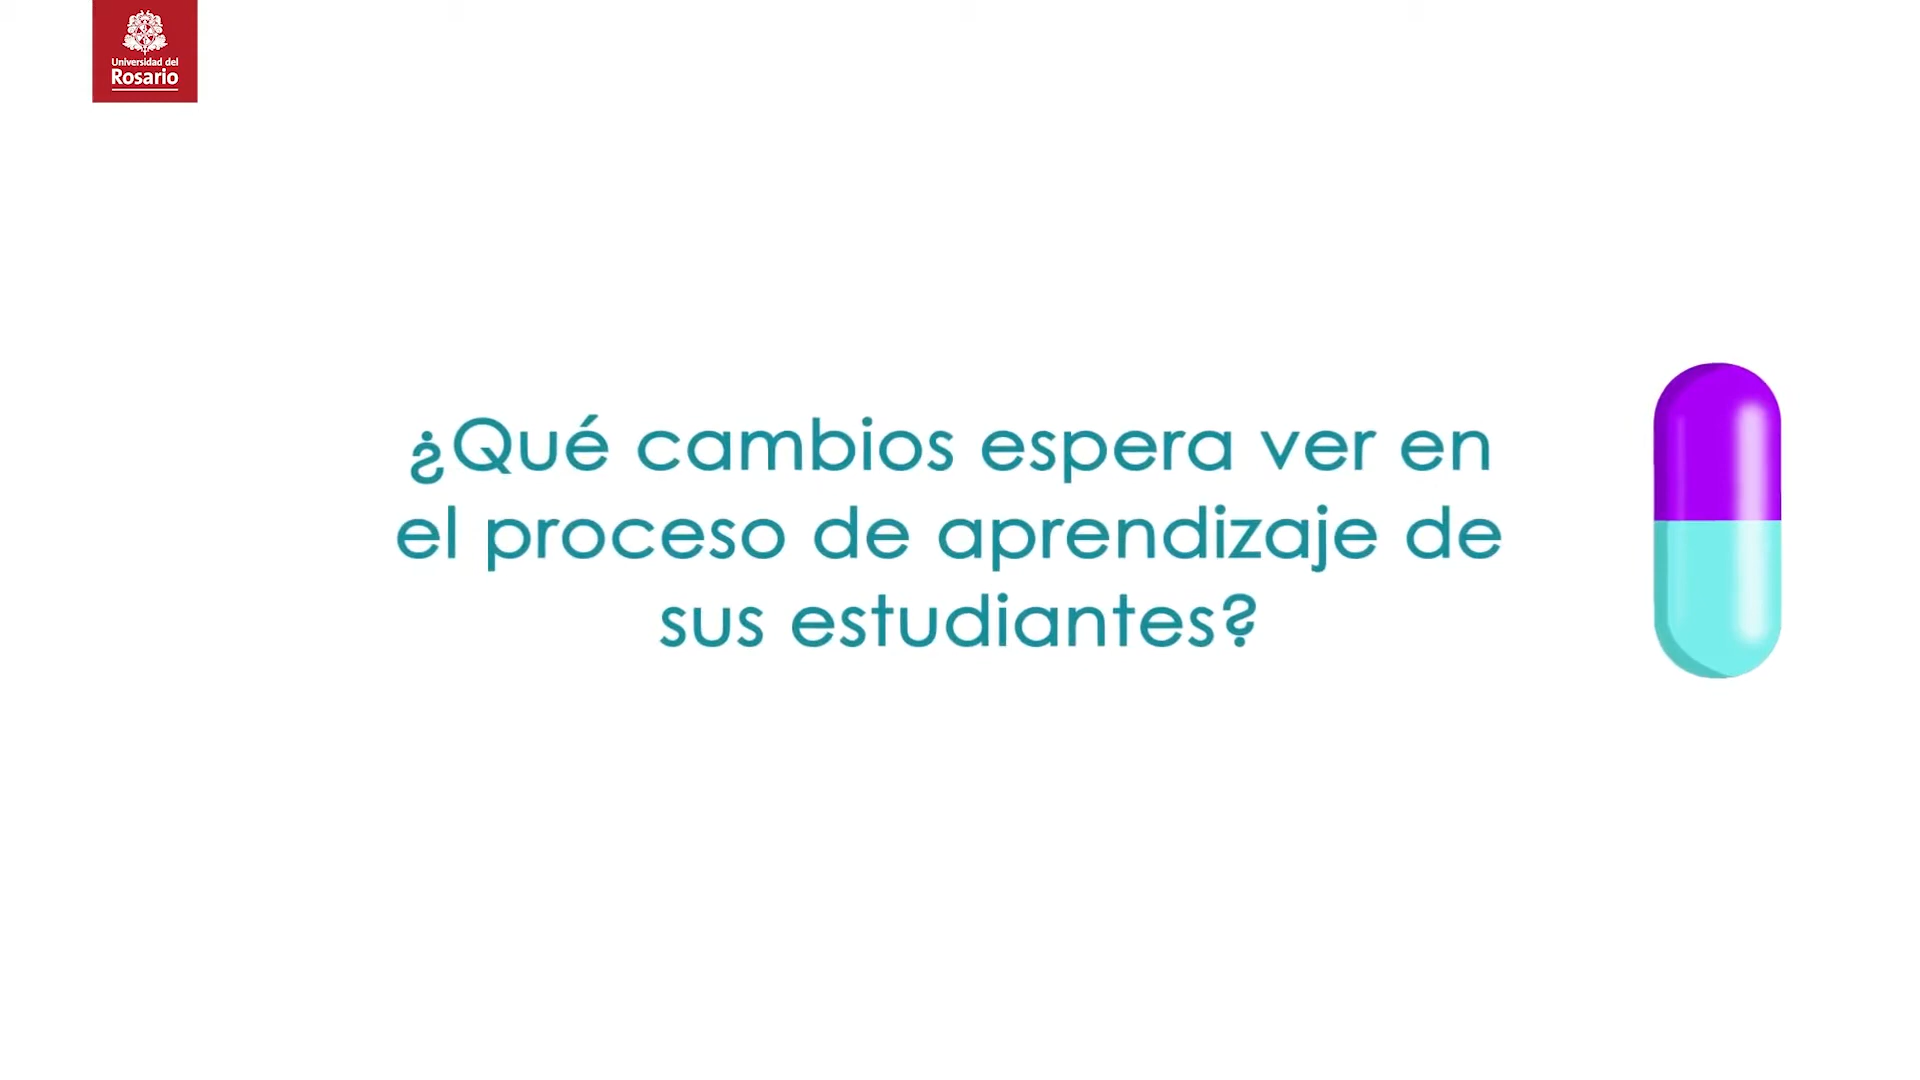 Universidad del
Rosario
¿Qué cambios espera ver en
el proceso de aprendizaje de
sus estudiantes?